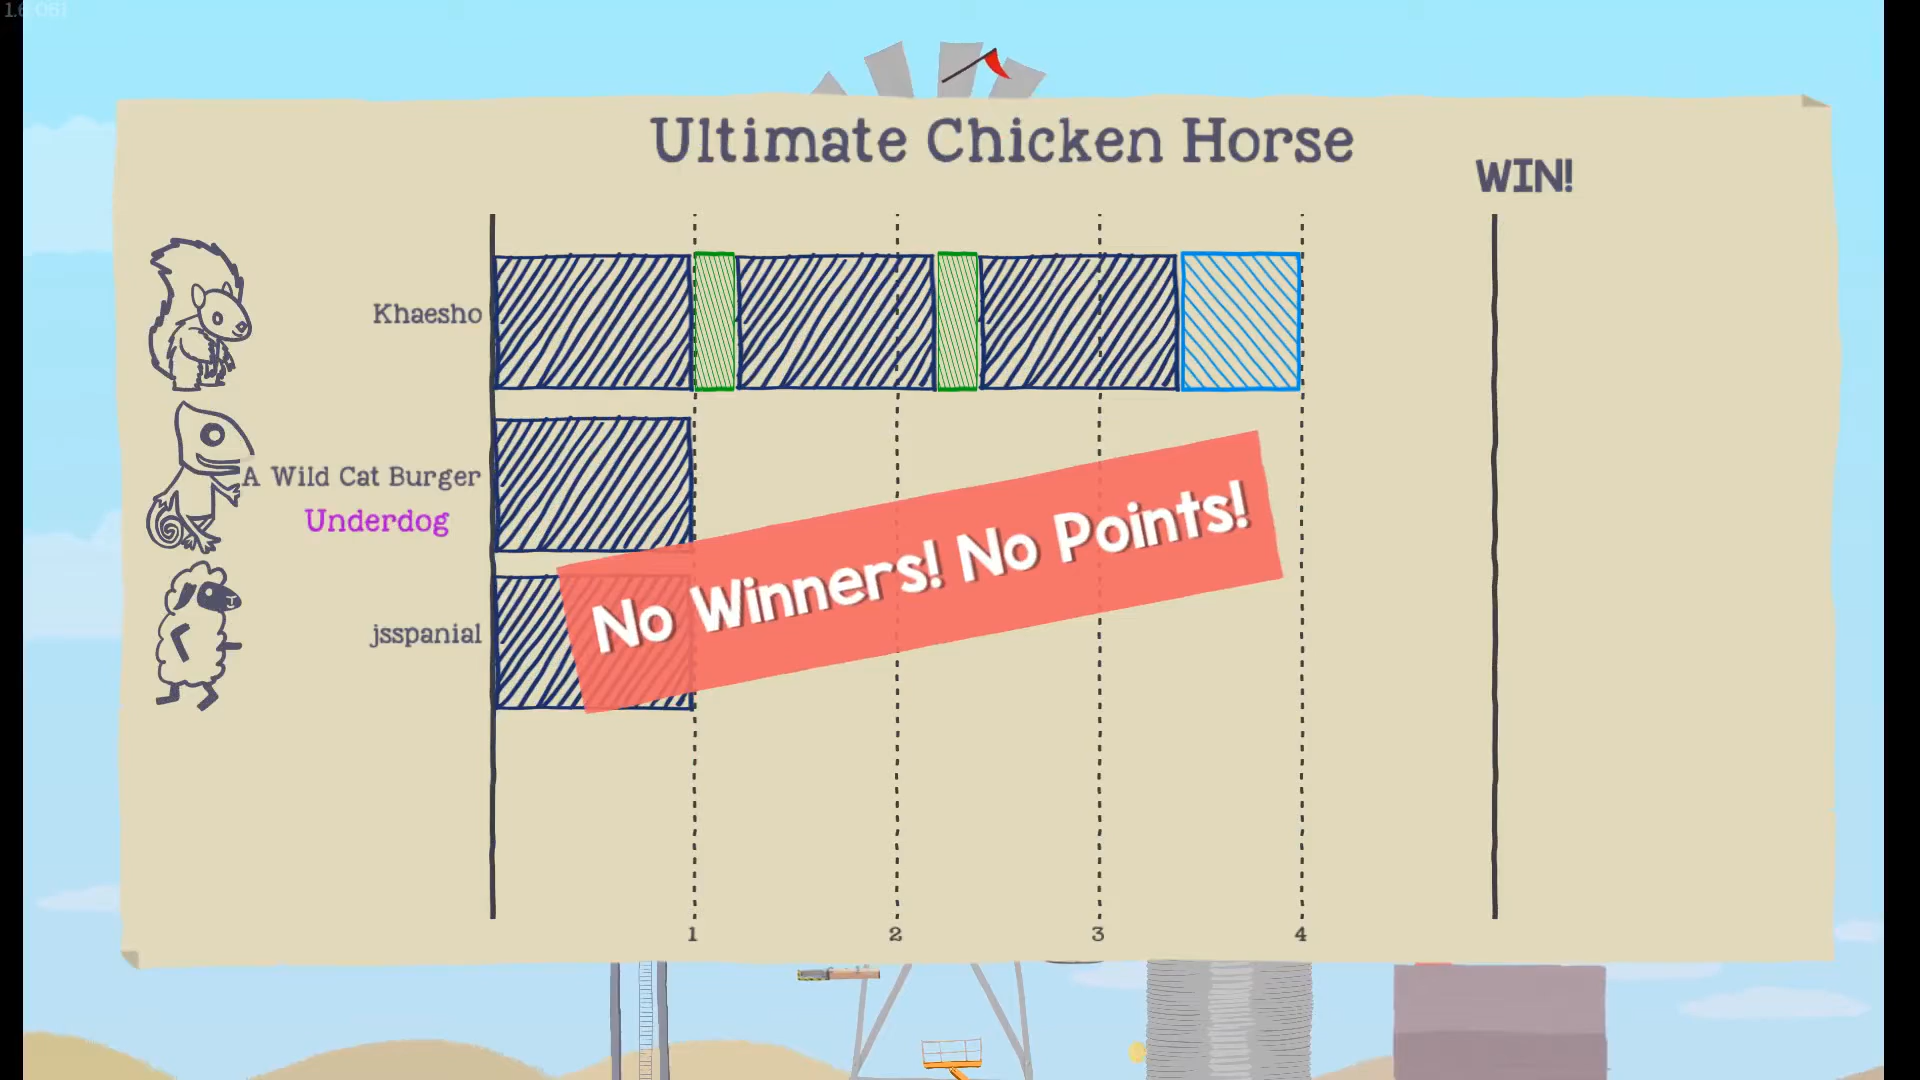 Ultimate Chicken Horse
WIN!
Khaesho
A Wild Cat Burger
Underdog
jsspanial
No Winners! No Points!
1 2 3 4